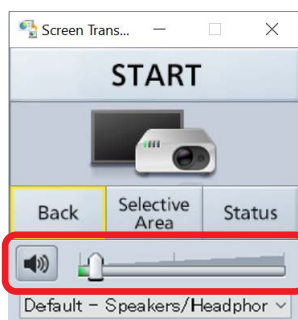 Screen Trans...
START
Back
Selective
Area
Status
Default - Speakers/Headphor